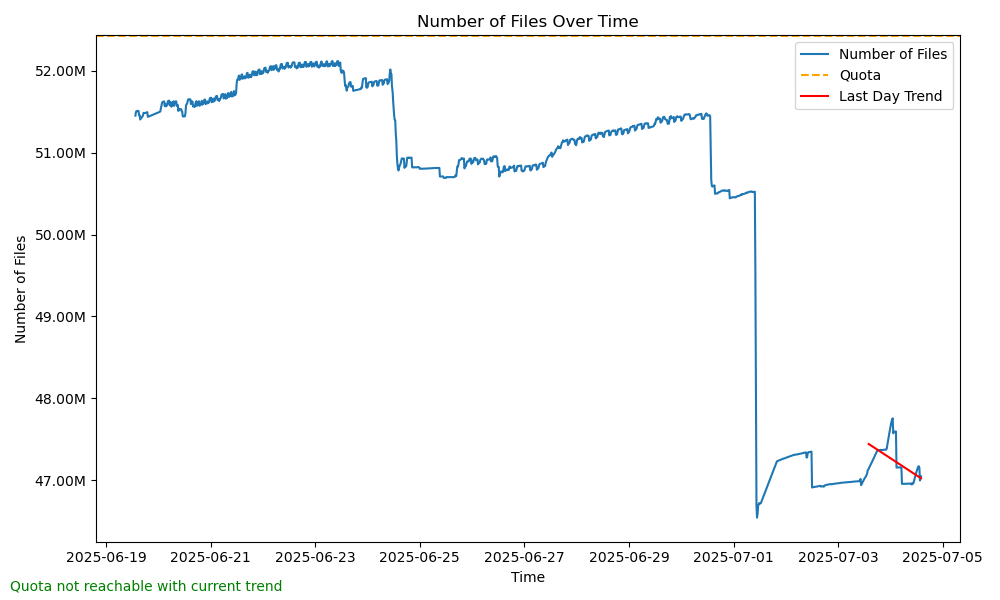 Number of Files Over Time
Number of Files
Quota
Last Day Trend
52.00M
51.00M
50.00M
49.00M
48.00M
47.00M
Number of Files
2025-06-19 2025-06-21 2025-06-23 2025-06-25 2025-06-27 2025-06-29 2025-07-01 2025-07-03 2025-07-05
Time
Quota not reachable with current trend